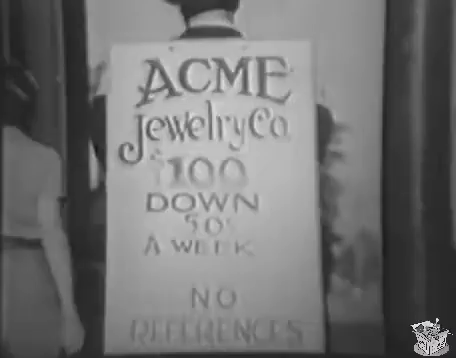 ACME
Jewelry Co.
$100
DOWN
50¢
A WEEK
NO
REFERENCES